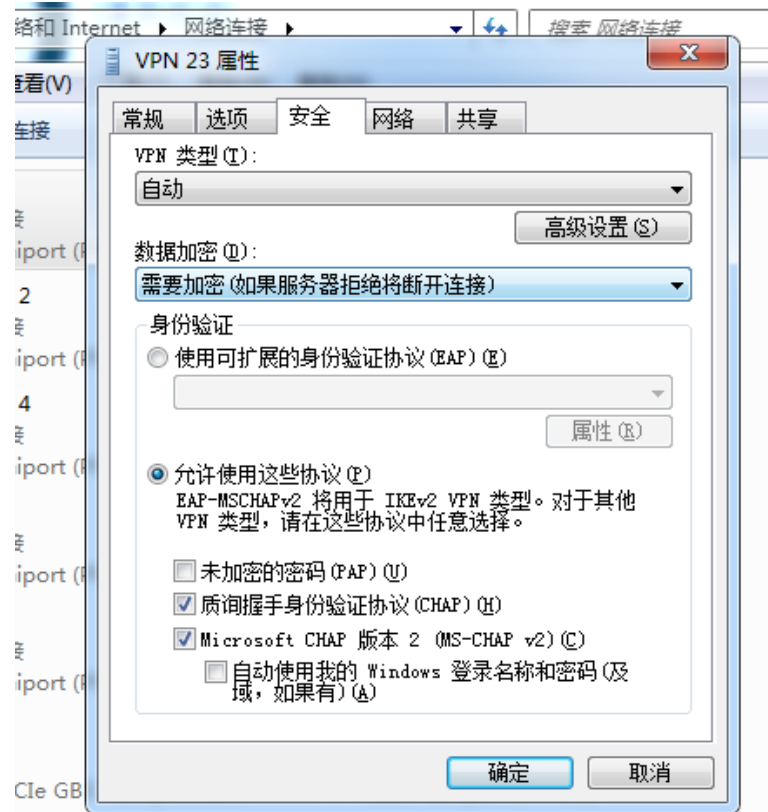 络和 Internet ▸ 网络连接 ▸
搜索 网络连接
查看(V)
VPN 23 属性
连接
常规 选项 安全 网络 共享
VPN 类型(T):
自动
高级设置(S)
接
iport (P
数据加密(D):
需要加密(如果服务器拒绝将断开连接)
2
接
iport (P
身份验证
使用可扩展的身份验证协议(EAP)(E)
属性(R)
4
接
iport (P
允许使用这些协议(P)
EAP-MSCHAPv2 将用于 IKEv2 VPN 类型。对于其他
VPN 类型，请在这些协议中任意选择。
接
iport (P
未加密的密码(PAP)(U)
质询握手身份验证协议(CHAP)(H)
Microsoft CHAP 版本 2 (MS-CHAP v2)(C)
自动使用我的 Windows 登录名称和密码(及
域，如果有)(A)
接
iport (P
确定 取消
CIe GB